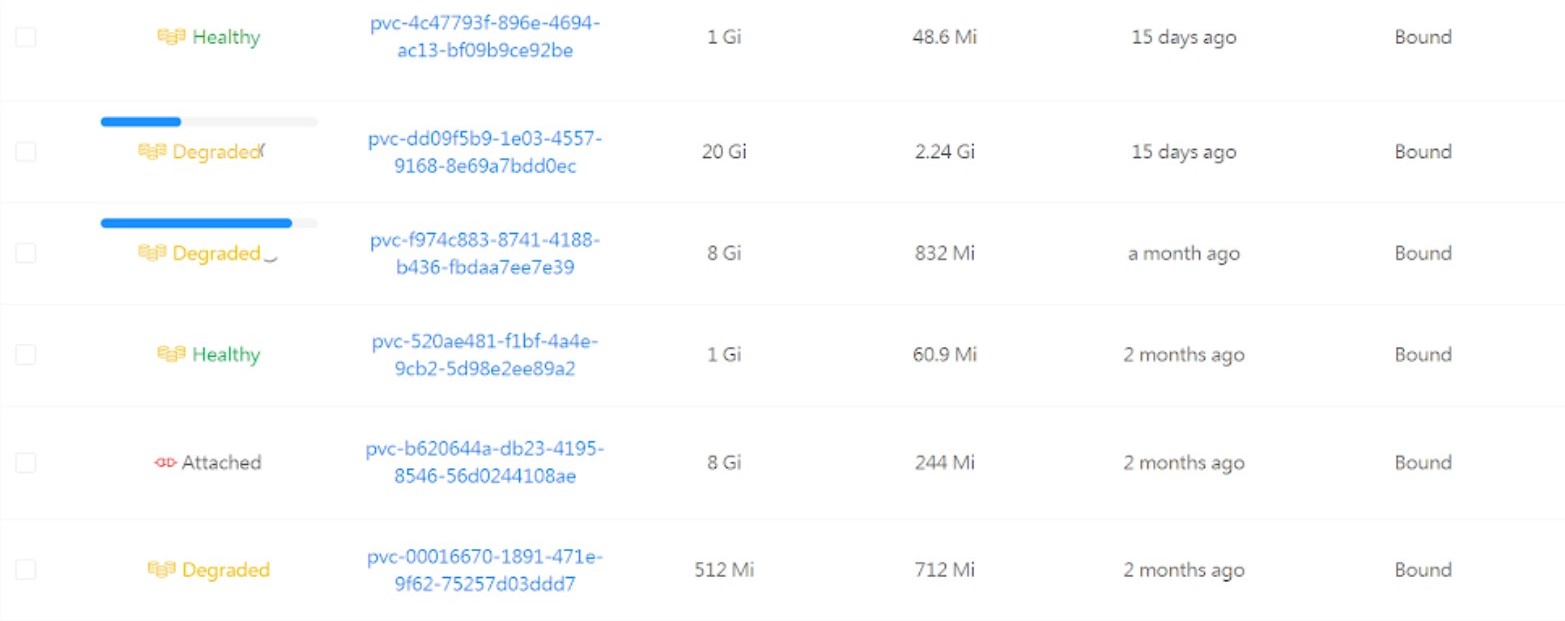 Healthy
pvc-4c47793f-896e-4694-
ac13-bf09b9ce92be
1 Gi
48.6 Mi
15 days ago
Bound
Degraded
pvc-dd09f5b9-1e03-4557-
9168-8e69a7bdd0ec
20 Gi
2.24 Gi
15 days ago
Bound
Degraded
pvc-f974c883-8741-4188-
b436-fbdaa7ee7e39
8 Gi
832 Mi
a month ago
Bound
Healthy
pvc-520ae481-f1bf-4a4e-
9cb2-5d98e2ee89a2
1 Gi
60.9 Mi
2 months ago
Bound
Attached
pvc-b620644a-db23-4195-
8546-56d0244108ae
8 Gi
244 Mi
2 months ago
Bound
Degraded
pvc-00016670-1891-471e-
9f62-75257d03ddd7
512 Mi
712 Mi
2 months ago
Bound